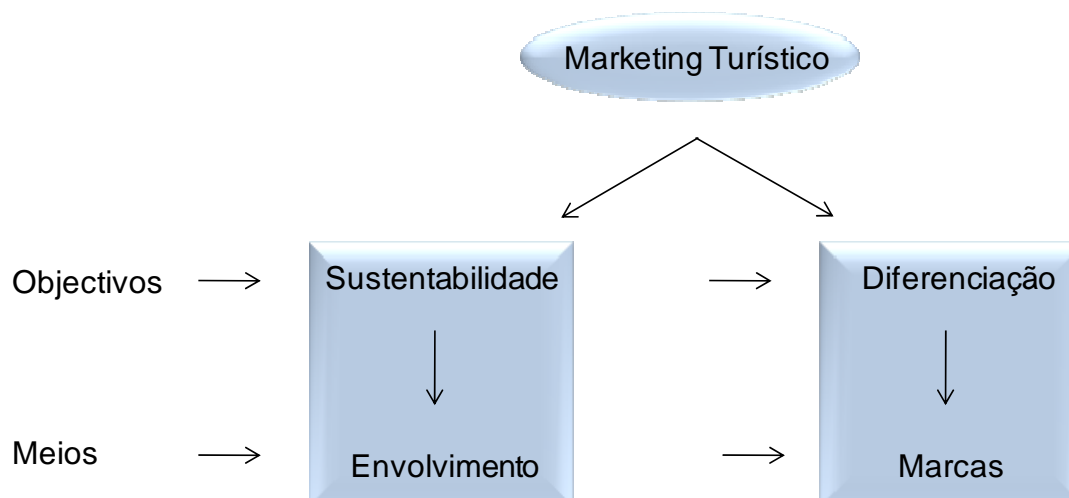 Marketing Turístico
Objectivos Sustentabilidade Diferenciação
Meios Envolvimento Marcas